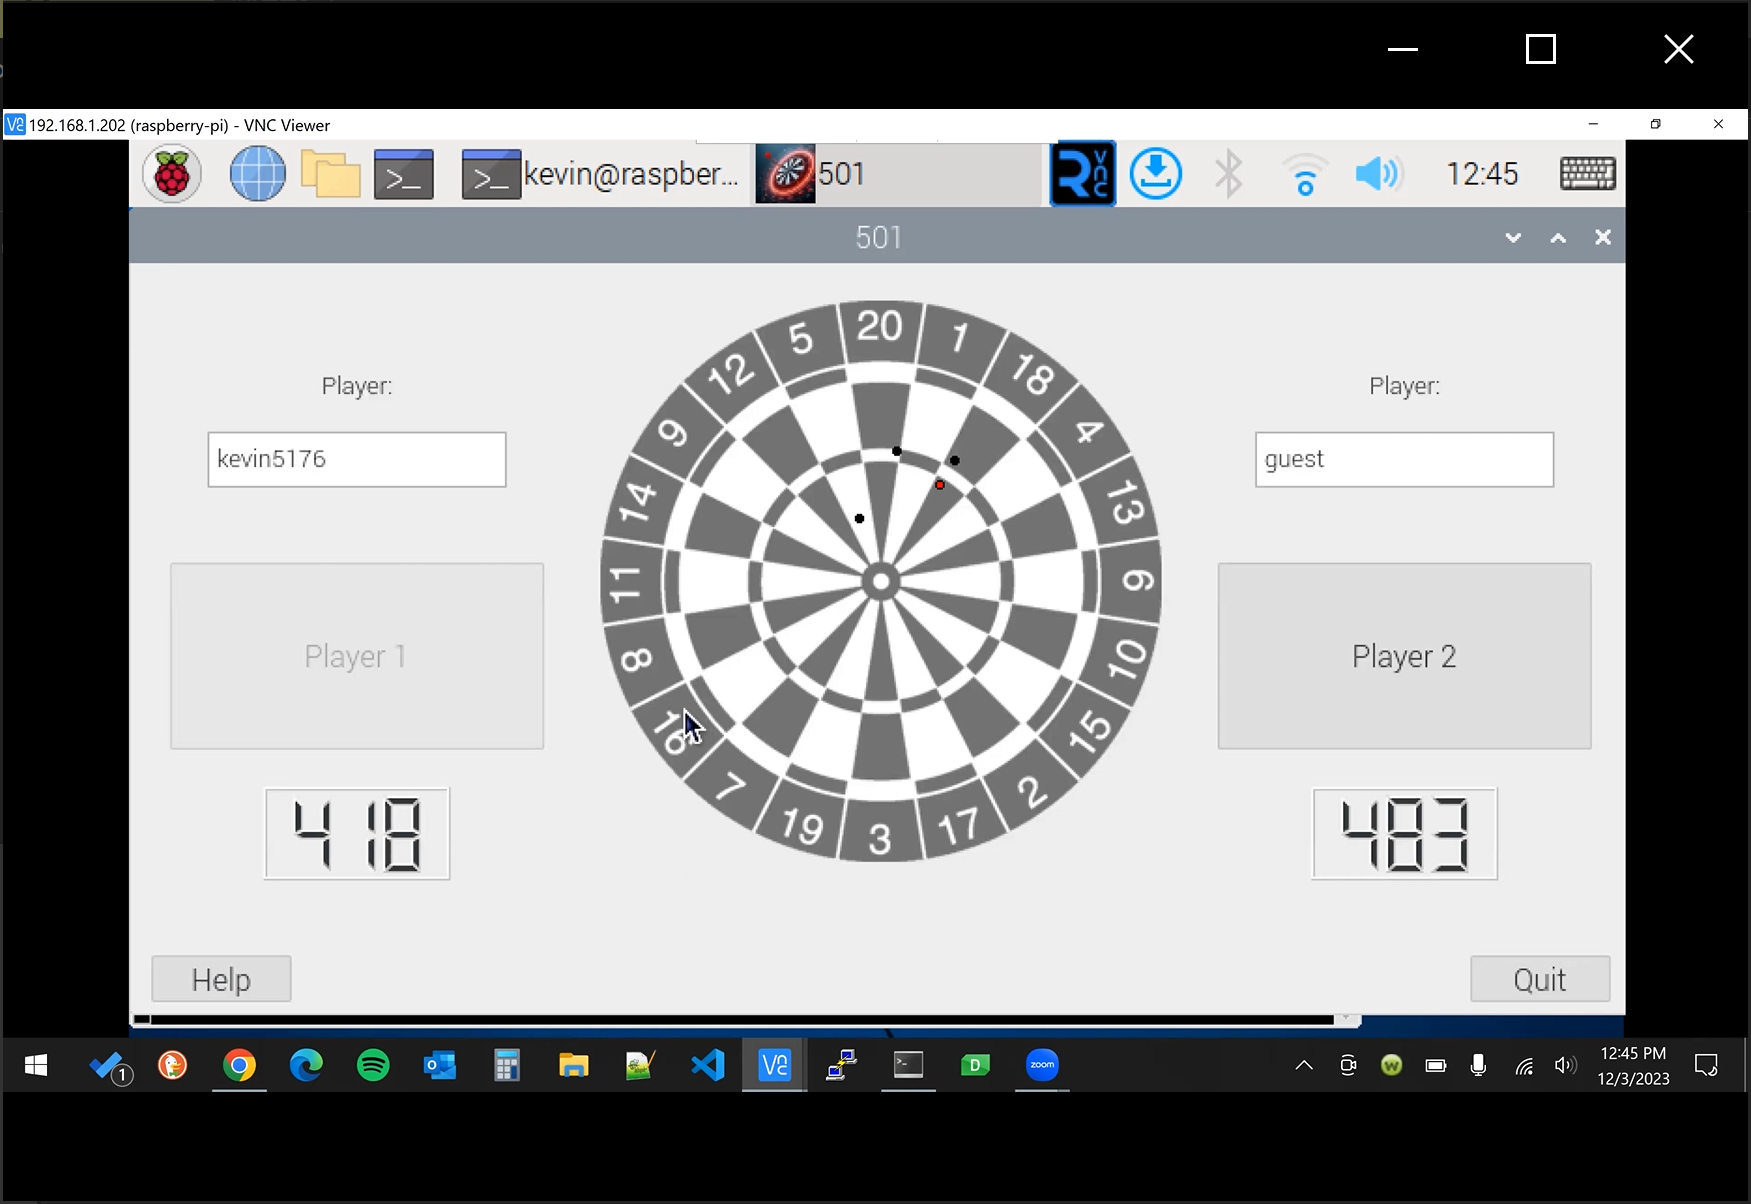 192.168.1.202 (raspberry-pi) - VNC Viewer
kevin@raspber...
501
12:45
501
Player:
kevin5176
Player 1
418
Help
20
1
18
4
13
6
10
15
2
17
3
19
7
16
8
11
14
9
12
5
Player:
guest
Player 2
483
Quit
1
zoom
12:45 PM
12/3/2023